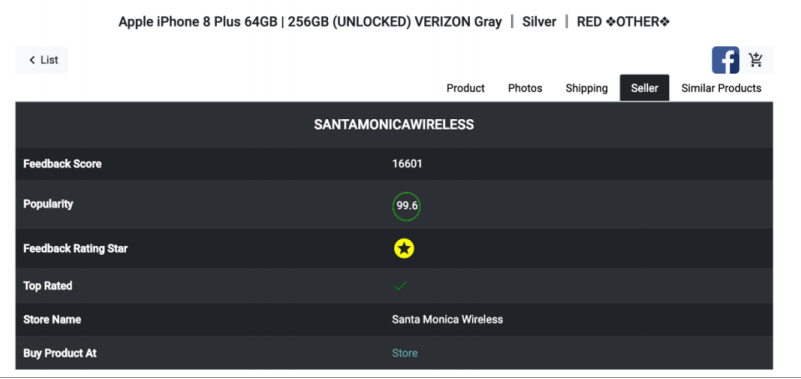 Apple iPhone 8 Plus 64GB | 256GB (UNLOCKED) VERIZON Gray ║ Silver ║ RED ❖OTHER❖
< List
Product Photos Shipping Seller Similar Products
SANTAMONICAWIRELESS
Feedback Score 16601
Popularity 99.6
Feedback Rating Star
Top Rated
Store Name Santa Monica Wireless
Buy Product At Store